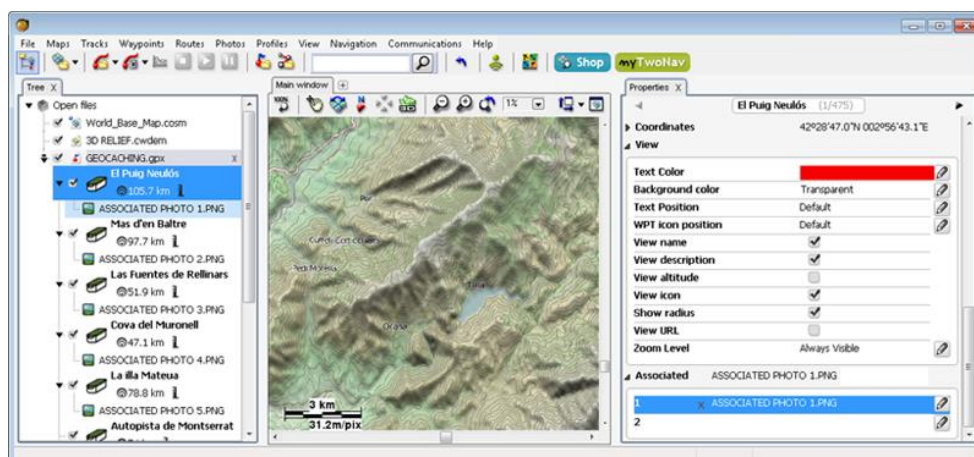 File Maps Tracks Waypoints Routes Photos Profiles View Navigation Communications Help
Shop
myTwoNav
Tree X
Open files
World_Base_Map.cosm
3D RELIEF.cwdem
GEOCACHING.gpx x
El Puig Neulós
105.7 km
ASSOCIATED PHOTO 1.PNG
Mas d'en Baltre
97.7 km
ASSOCIATED PHOTO 2.PNG
Las Fuentes de Rellinars
51.9 km
ASSOCIATED PHOTO 3.PNG
Cova del Muronell
47.1 km
ASSOCIATED PHOTO 4.PNG
La illa Mateua
78.8 km
ASSOCIATED PHOTO 5.PNG
Autopista de Montserrat
Main window
100%
1%
3 km
31.2m/pix
Properties X
El Puig Neulós (1/475)
Coordinates 42º28'47.0"N 002º56'43.1"E
View
Text Color
Background color Transparent
Text Position Default
WPT icon position Default
View name
View description
View altitude
View icon
Show radius
View URL
Zoom Level Always Visible
Associated ASSOCIATED PHOTO 1.PNG
1 x ASSOCIATED PHOTO 1.PNG
2